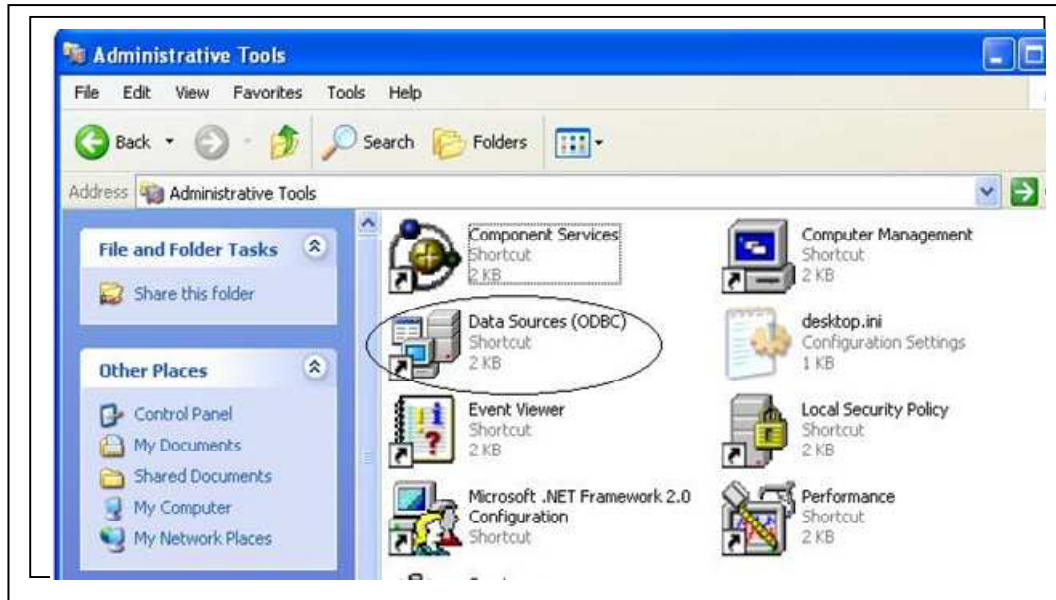 Administrative Tools
File Edit View Favorites Tools Help
Back Search Folders
Address Administrative Tools
File and Folder Tasks
Share this folder
Other Places
Control Panel
My Documents
Shared Documents
My Computer
My Network Places
Component Services
Shortcut
2 KB
Computer Management
Shortcut
2 KB
Data Sources (ODBC)
Shortcut
2 KB
desktop.ini
Configuration Settings
1 KB
Event Viewer
Shortcut
2 KB
Local Security Policy
Shortcut
2 KB
Microsoft .NET Framework 2.0
Configuration
Shortcut
Performance
Shortcut
2 KB